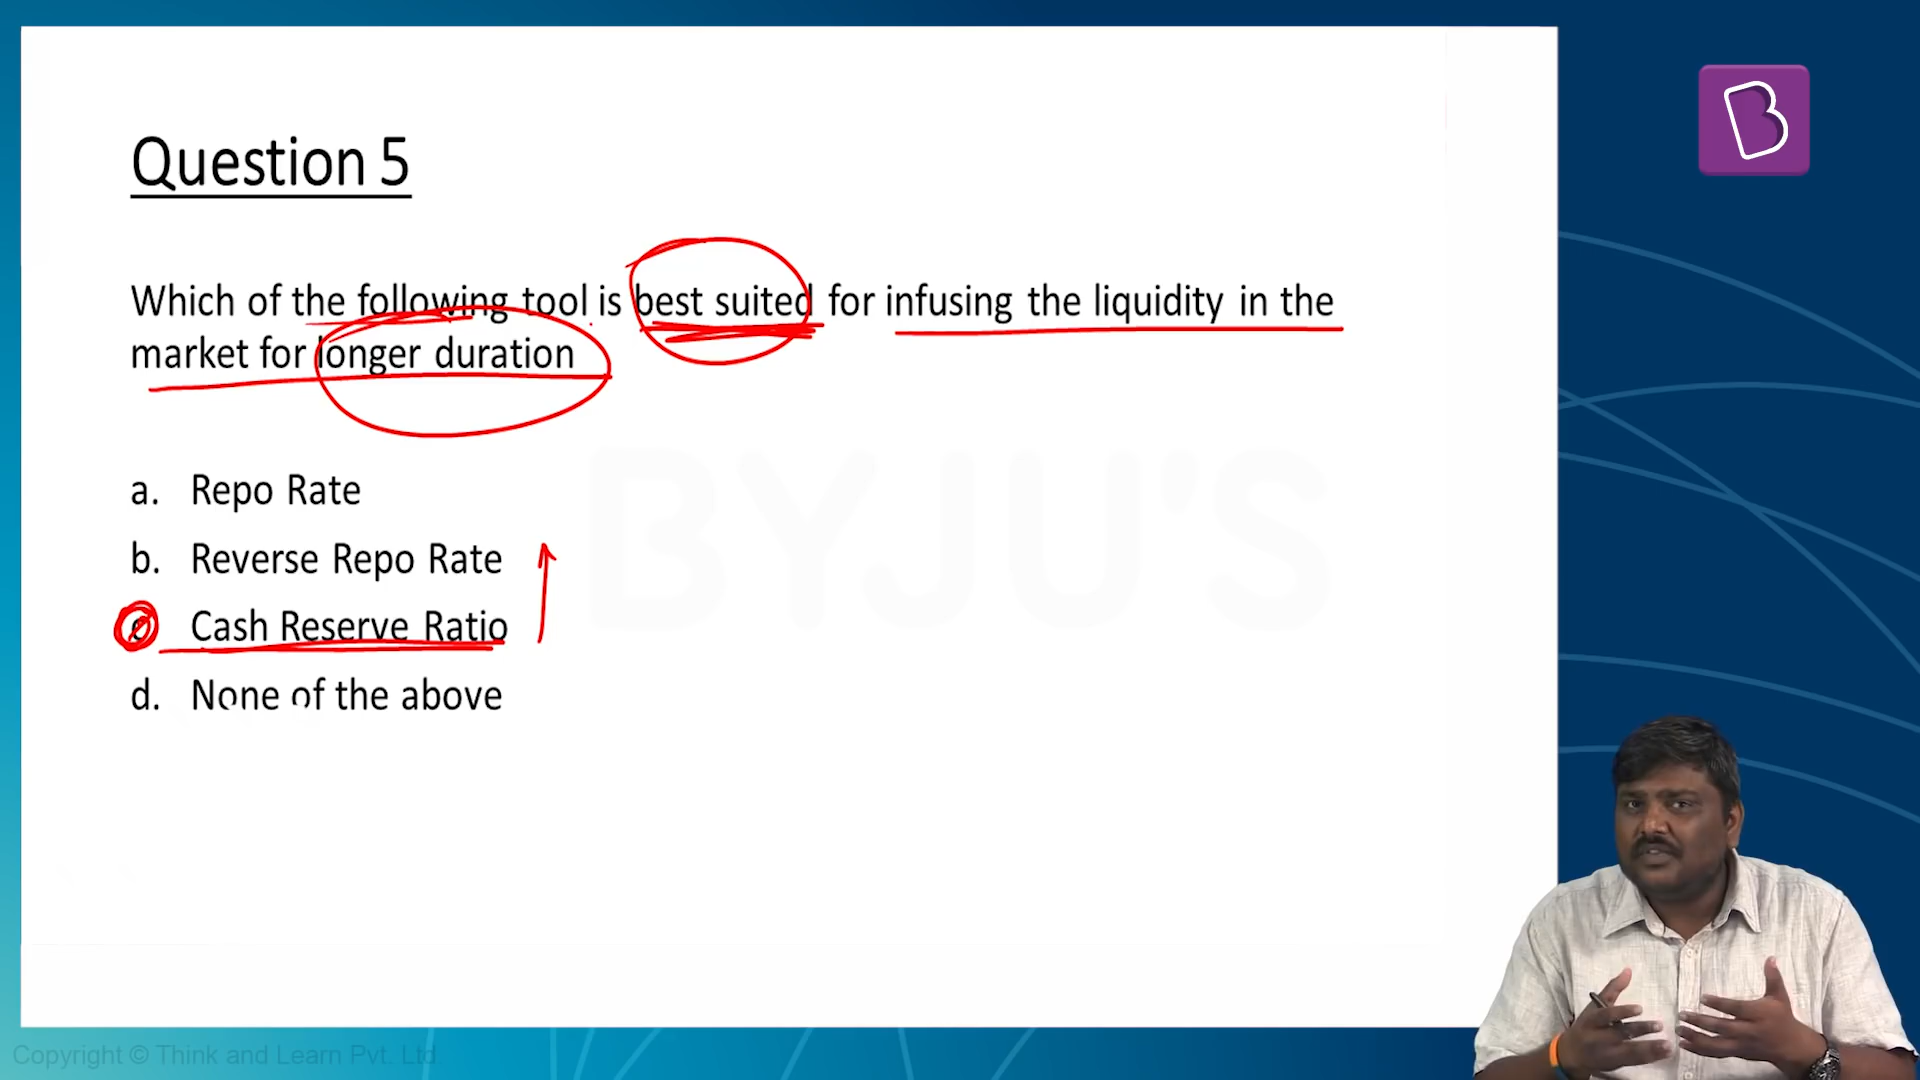 Question 5
Which of the following tool is best suited for infusing the liquidity in the
market for longer duration
a. Repo Rate
b. Reverse Repo Rate
c. Cash Reserve Ratio
d. None of the above
BYJU'S
Copyright © Think and Learn Pvt. Ltd.